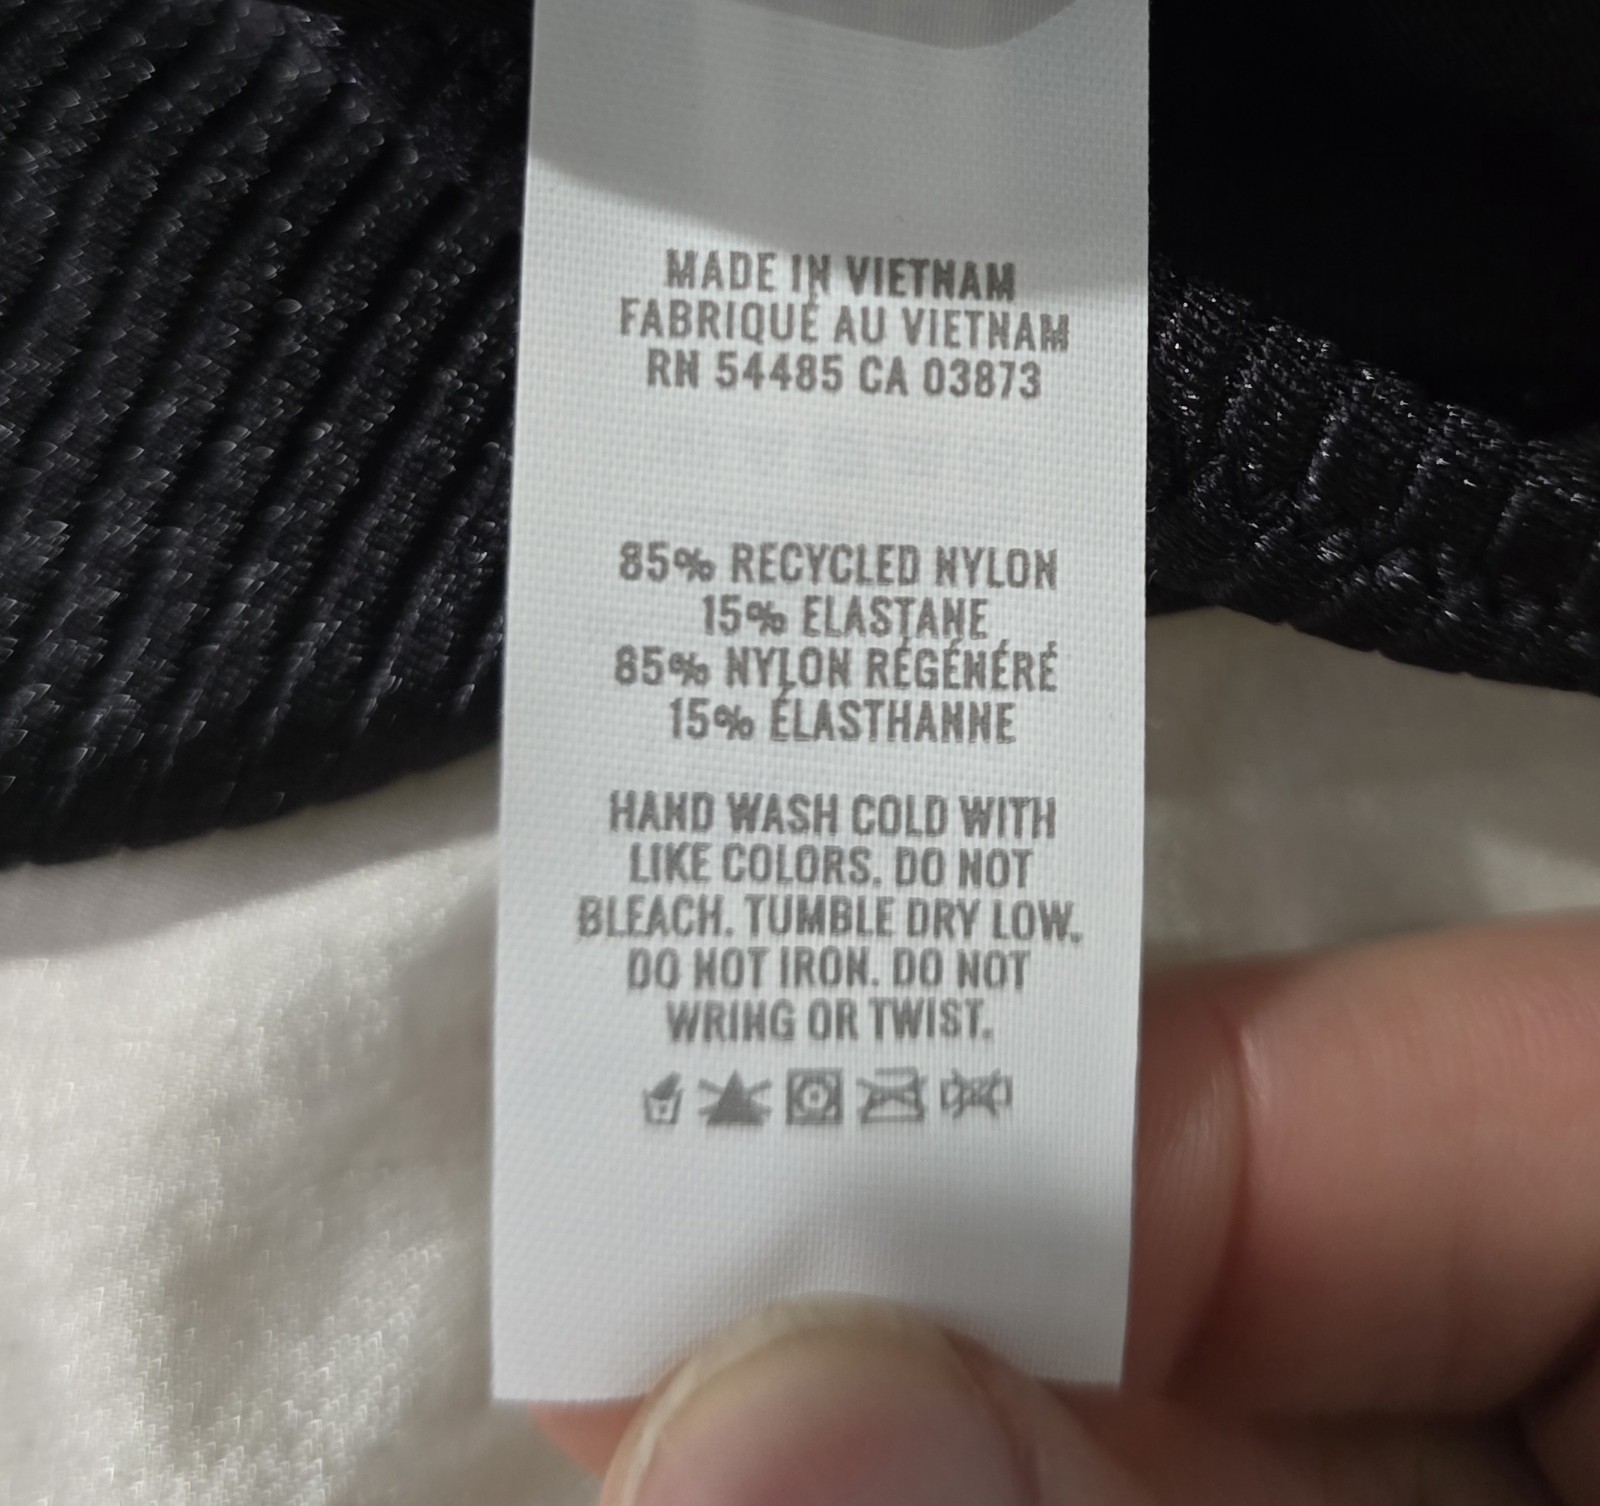 MADE IN VIETNAM
FABRIQUÉ AU VIETNAM
RN 54485 CA 03873
85% RECYCLED NYLON
15% ELASTANE
85% NYLON RÉGÉNÉRÉ
15% ÉLASTHANNE
HAND WASH COLD WITH
LIKE COLORS. DO NOT
BLEACH. TUMBLE DRY LOW.
DO NOT IRON. DO NOT
WRING OR TWIST.